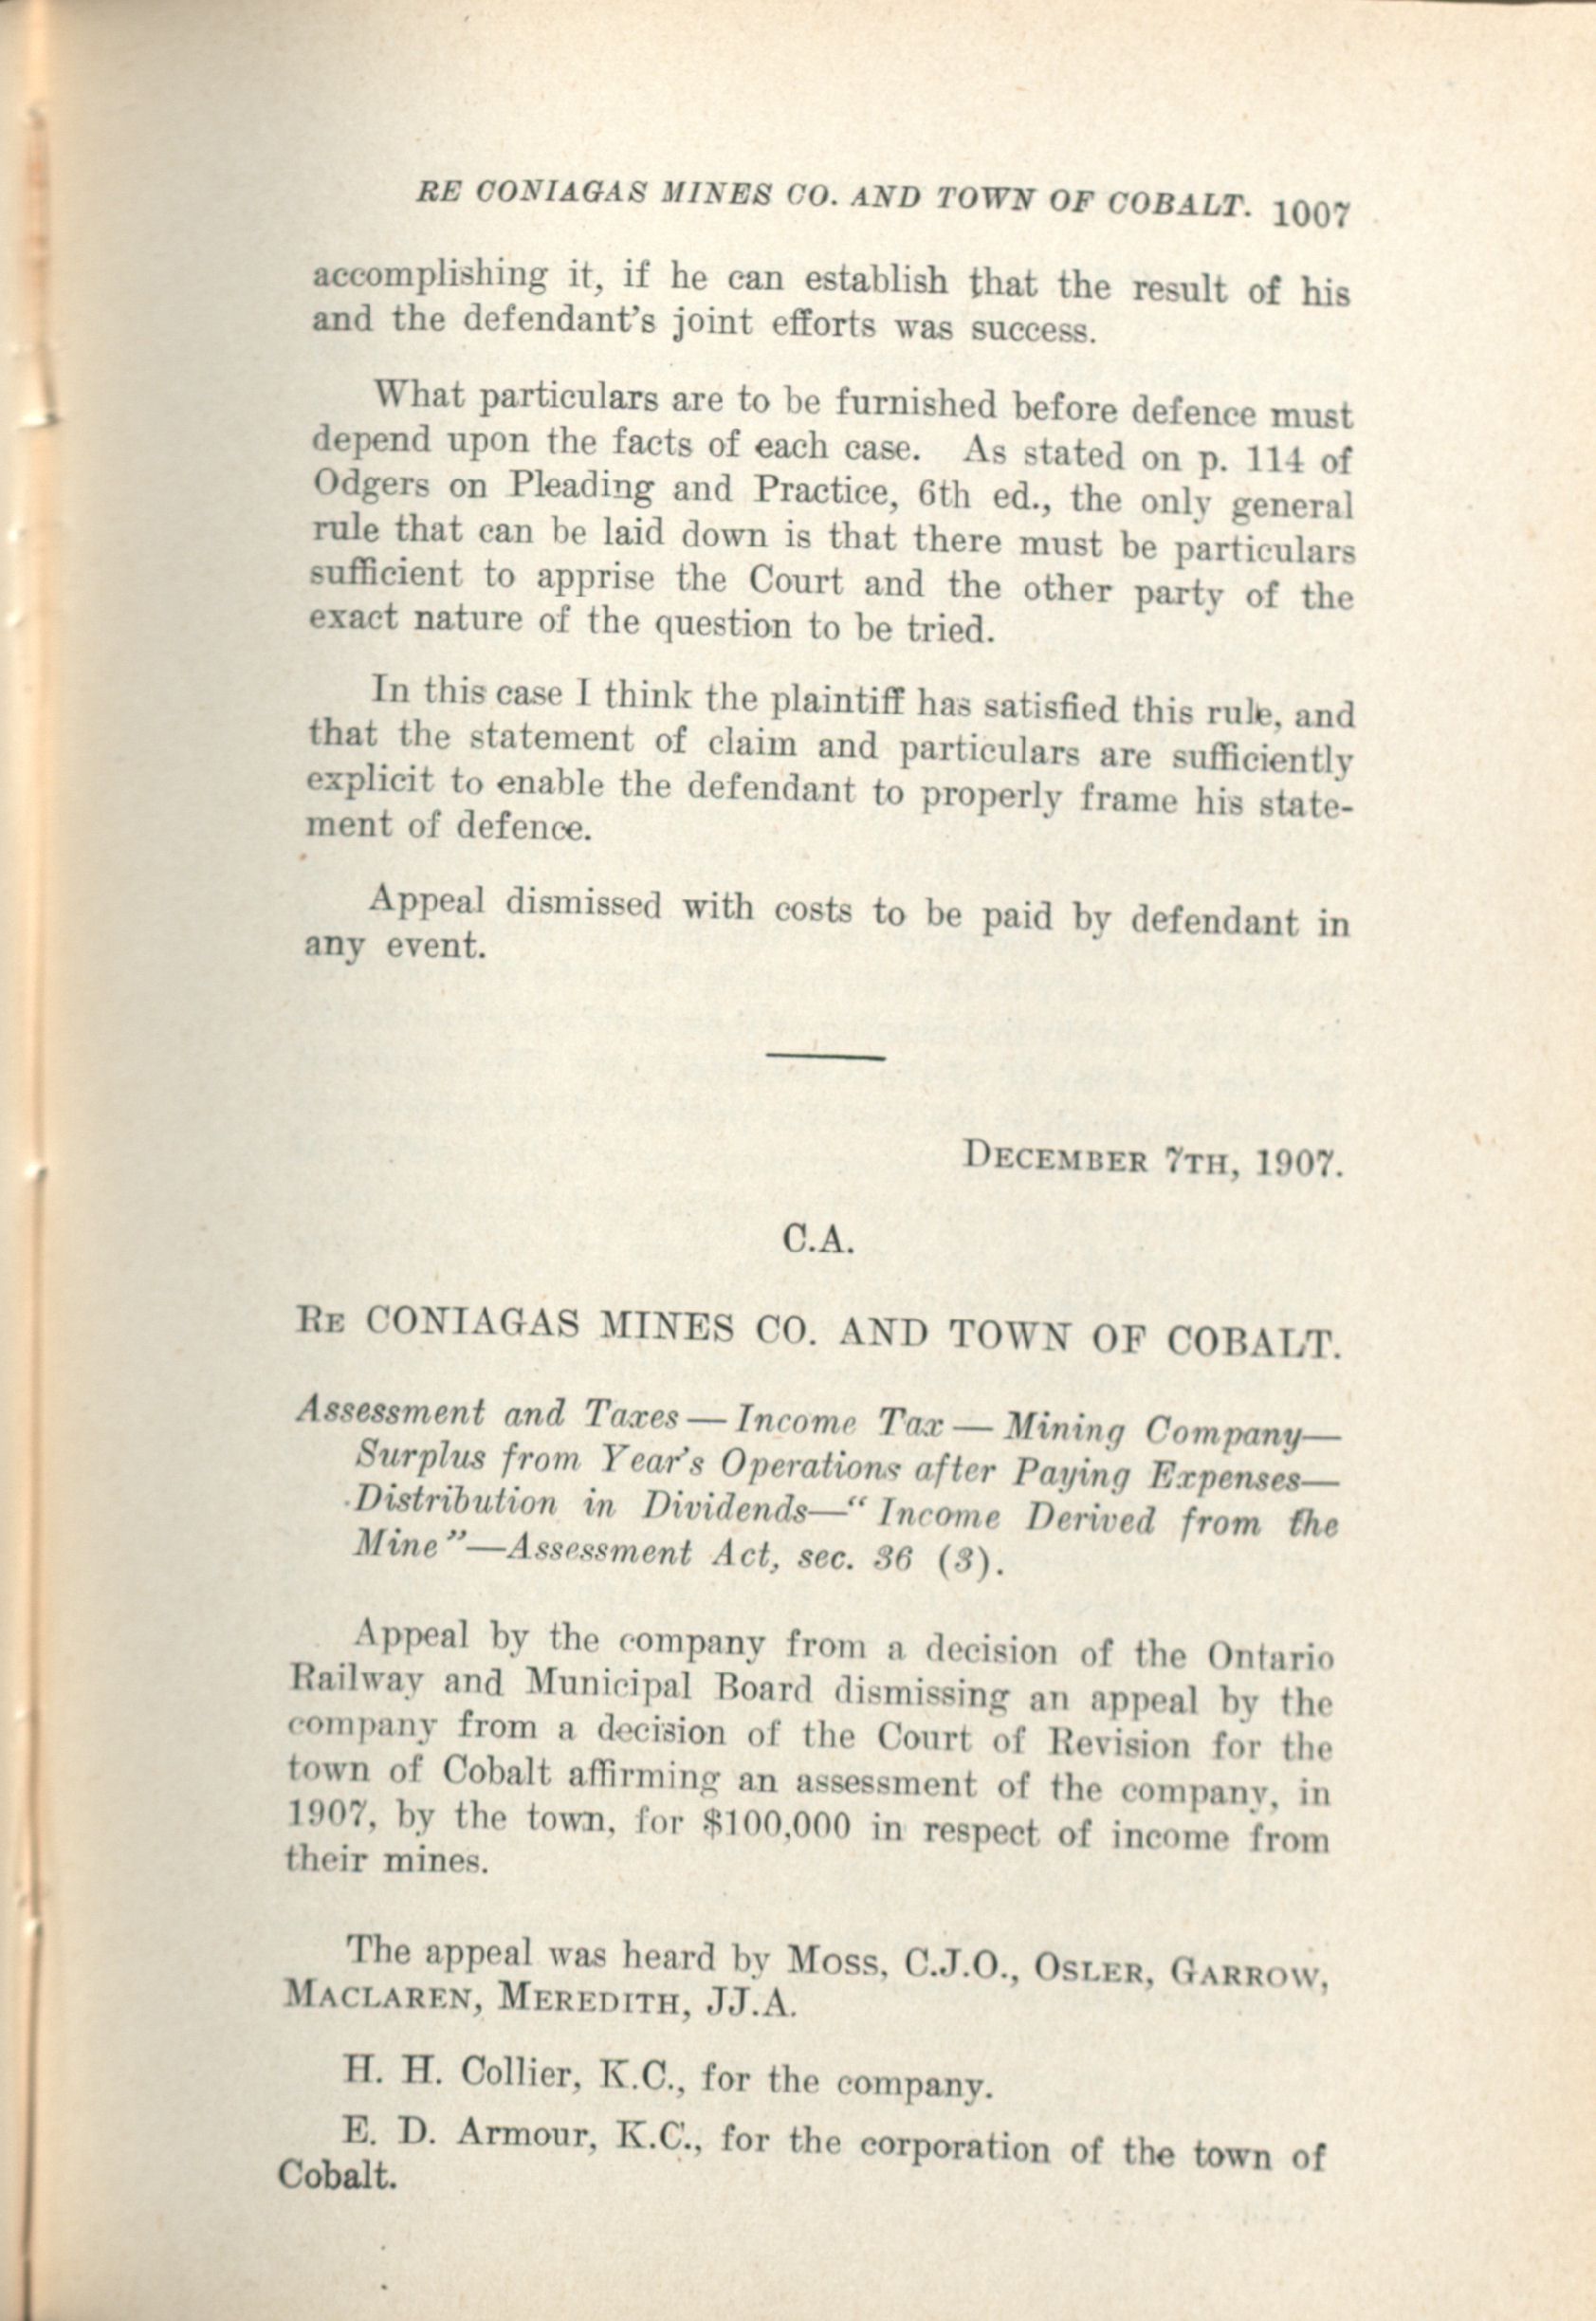 RE CONIAGAS MINES CO. AND TOWN OF COBALT. 1007
accomplishing it, if he can establish that the result of his
and the defendant's joint efforts was success.
What particulars are to be furnished before defence must
depend upon the facts of each case. As stated on p. 114 of
Odgers on Pleading and Practice, 6th ed., the only general
rule that can be laid down is that there must be particulars
sufficient to apprise the Court and the other party of the
exact nature of the question to be tried.
In this case I think the plaintiff has satisfied this rule, and
that the statement of claim and particulars are sufficiently
explicit to enable the defendant to properly frame his state-
ment of defence.
Appeal dismissed with costs to be paid by defendant in
any event.
DECEMBER 7TH, 1907.
C.A.
RE CONIAGAS MINES CO. AND TOWN OF COBALT.
Assessment and Taxes — Income Tax — Mining Company—
Surplus from Year's Operations after Paying Expenses—
Distribution in Dividends—“ Income Derived from the
Mine”—Assessment Act, sec. 36 (3).
Appeal by the company from a decision of the Ontario
Railway and Municipal Board dismissing an appeal by the
company from a decision of the Court of Revision for the
town of Cobalt affirming an assessment of the company, in
1907, by the town, for $100,000 in respect of income from
their mines.
The appeal was heard by MOSS, C.J.O., OSLER, GARROW,
MACLAREN, MEREDITH, JJ.A.
H. H. Collier, K.C., for the company.
E. D. Armour, K.C., for the corporation of the town of
Cobalt.